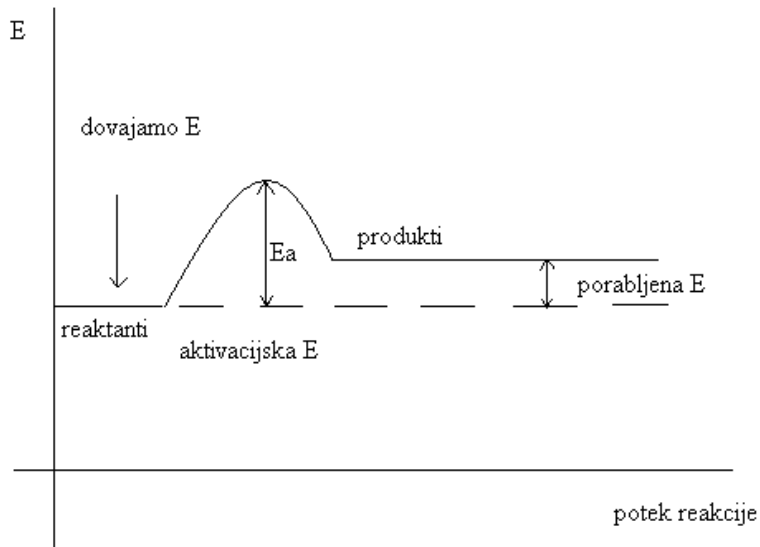 E
dovajamo E
produkti
Ea
porabljena E
reaktanti
aktivacijska E
potek reakcije